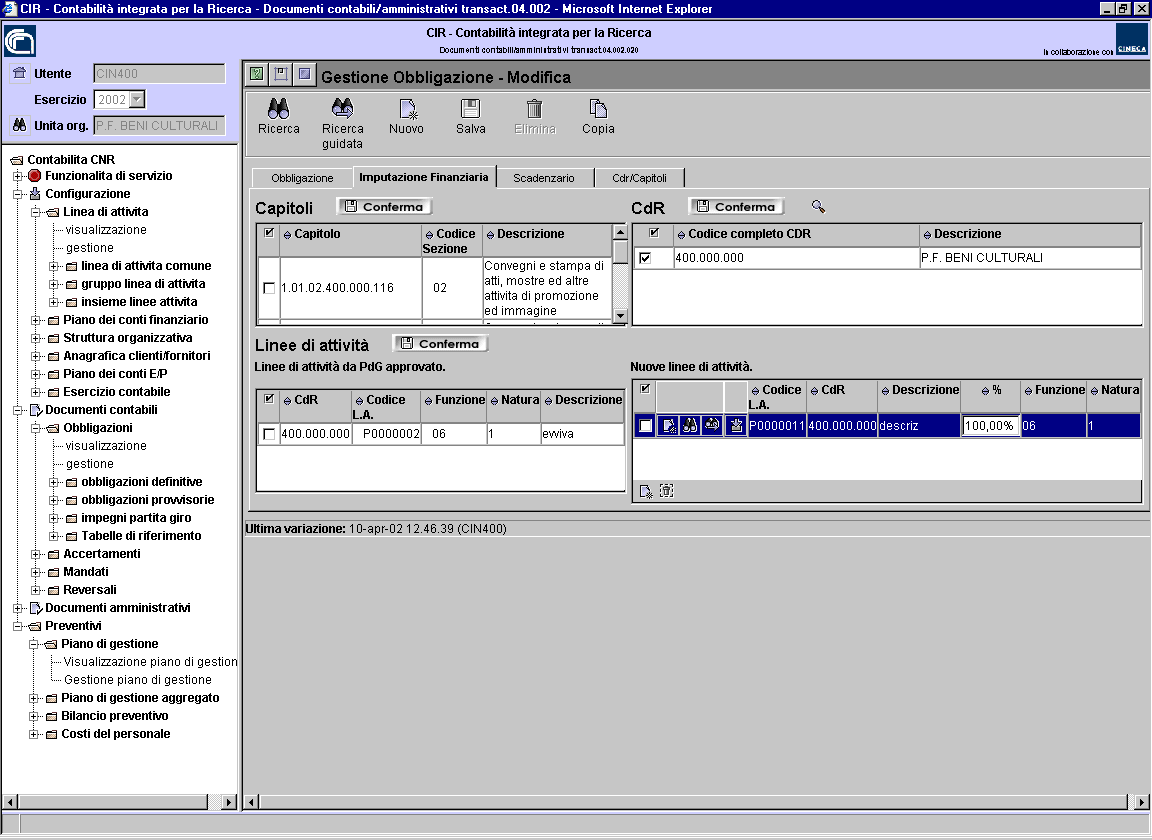 CIR - Contabilità integrata per la Ricerca - Documenti contabili/amministrativi transact.04.002 - Microsoft Internet Explorer
CIR - Contabilità integrata per la Ricerca
Documenti contabili/amministrativi transact.04.002.020
In collaborazione con CINECA
Utente CIN400
Esercizio 2002
Unita org. P.F. BENI CULTURALI
Contabilita CNR
Funzionalita di servizio
Configurazione
Linea di attivita
visualizzazione
gestione
linea di attivita comune
gruppo linea di attivita
insieme linee attivita
Piano dei conti finanziario
Struttura organizzativa
Anagrafica clienti/fornitori
Piano dei conti E/P
Esercizio contabile
Documenti contabili
Obbligazioni
visualizzazione
gestione
obbligazioni definitive
obbligazioni provvisorie
impegni partita giro
Tabelle di riferimento
Accertamenti
Mandati
Reversali
Documenti amministrativi
Preventivi
Piano di gestione
Visualizzazione piano di gestion
Gestione piano di gestione
Piano di gestione aggregato
Bilancio preventivo
Costi del personale
Gestione Obbligazione - Modifica
Ricerca Ricerca guidata Nuovo Salva Elimina Copia
Obbligazione Imputazione Finanziaria Scadenzario Cdr/Capitoli
Capitoli Conferma
Capitolo Codice Sezione Descrizione
1.01.02.400.000.116 02 Convegni e stampa di
atti, mostre ed altre
attivita di promozione
ed immagine
CdR Conferma
Codice completo CDR Descrizione
400.000.000 P.F. BENI CULTURALI
Linee di attività Conferma
Linee di attività da PdG approvato.
CdR Codice L.A. Funzione Natura Descrizione
400.000.000 P0000002 06 1 evviva
Nuove linee di attività.
Codice L.A. CdR Descrizione % Funzione Natura
P0000011 400.000.000 descriz 100,00% 06 1
Ultima variazione: 10-apr-02 12.46.39 (CIN400)